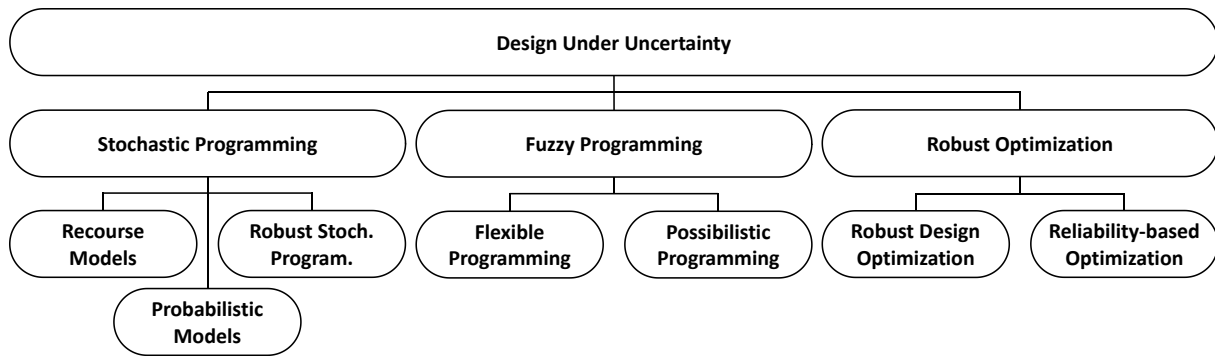 Design Under Uncertainty
Stochastic Programming
Fuzzy Programming
Robust Optimization
Recourse
Models
Robust Stoch.
Program.
Flexible
Programming
Possibilistic
Programming
Robust Design
Optimization
Reliability-based
Optimization
Probabilistic
Models